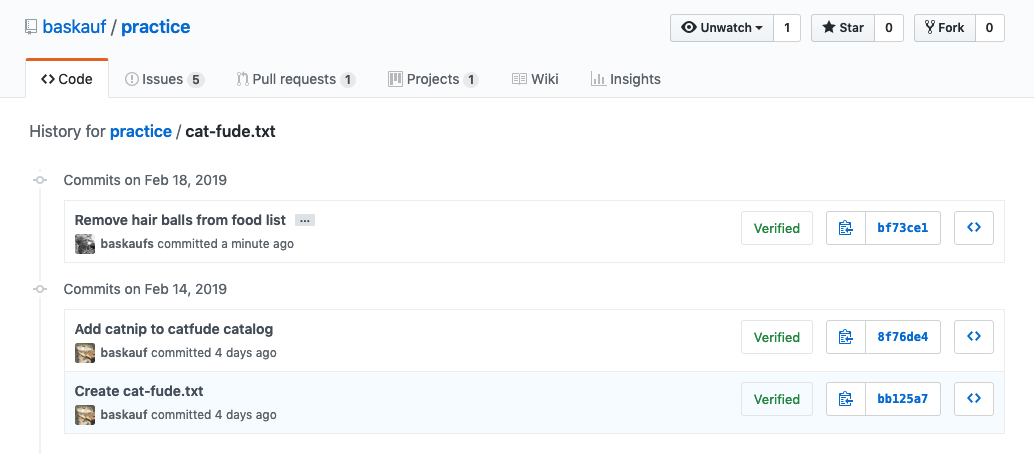 baskauf / practice
Unwatch 1 Star 0 Fork 0
Code Issues 5 Pull requests 1 Projects 1 Wiki Insights
History for practice / cat-fude.txt
Commits on Feb 18, 2019
Remove hair balls from food list ...
Verified bf73ce1
baskaufs committed a minute ago
Commits on Feb 14, 2019
Add catnip to catfude catalog
Verified 8f76de4
baskauf committed 4 days ago
Create cat-fude.txt
Verified bb125a7
baskauf committed 4 days ago